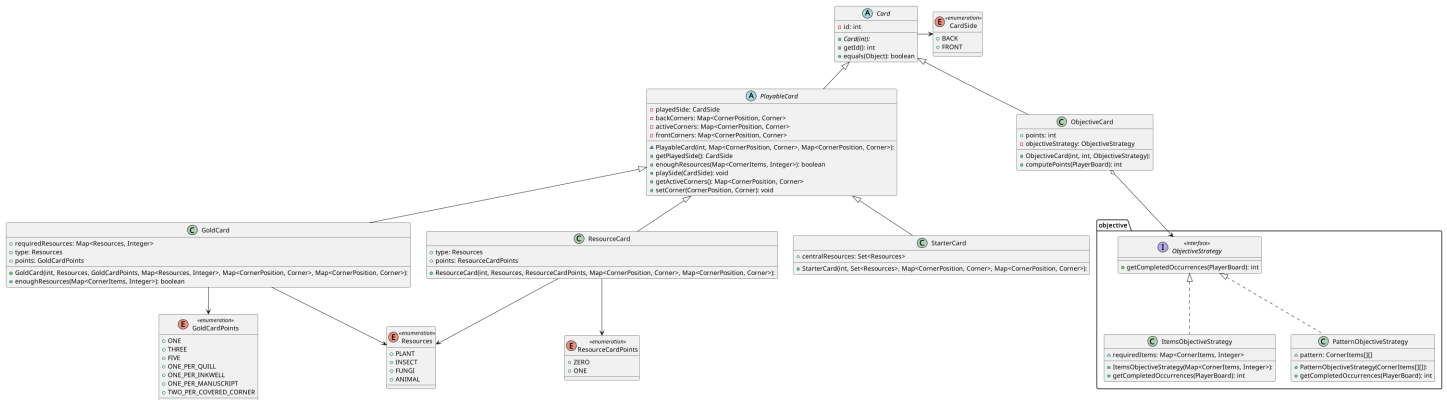 A Card
id: int
Card(int):
getId(): int
equals(Object): boolean
«enumeration»
E CardSide
BACK
FRONT
A PlayableCard
playedSide: CardSide
backCorners: Map<CornerPosition, Corner>
activeCorners: Map<CornerPosition, Corner>
frontCorners: Map<CornerPosition, Corner>
PlayableCard(int, Map<CornerPosition, Corner>, Map<CornerPosition, Corner>):
getPlayedSide(): CardSide
enoughResources(Map<CornerItems, Integer>): boolean
playSide(CardSide): void
getActiveCorners(): Map<CornerPosition, Corner>
setCorner(CornerPosition, Corner): void
C ObjectiveCard
points: int
objectiveStrategy: ObjectiveStrategy
ObjectiveCard(int, int, ObjectiveStrategy):
computePoints(PlayerBoard): int
C GoldCard
requiredResources: Map<Resources, Integer>
type: Resources
points: GoldCardPoints
GoldCard(int, Resources, GoldCardPoints, Map<Resources, Integer>, Map<CornerPosition, Corner>, Map<CornerPosition, Corner>):
enoughResources(Map<CornerItems, Integer>): boolean
C ResourceCard
type: Resources
points: ResourceCardPoints
ResourceCard(int, Resources, ResourceCardPoints, Map<CornerPosition, Corner>, Map<CornerPosition, Corner>):
C StarterCard
centralResources: Set<Resources>
StarterCard(int, Set<Resources>, Map<CornerPosition, Corner>, Map<CornerPosition, Corner>):
objective
«interface»
I ObjectiveStrategy
getCompletedOccurrences(PlayerBoard): int
«enumeration»
E GoldCardPoints
ONE
THREE
FIVE
ONE_PER_QUILL
ONE_PER_INKWELL
ONE_PER_MANUSCRIPT
TWO_PER_COVERED_CORNER
«enumeration»
E Resources
PLANT
INSECT
FUNGI
ANIMAL
«enumeration»
E ResourceCardPoints
ZERO
ONE
C ItemsObjectiveStrategy
requiredItems: Map<CornerItems, Integer>
ItemsObjectiveStrategy(Map<CornerItems, Integer>):
getCompletedOccurrences(PlayerBoard): int
C PatternObjectiveStrategy
pattern: CornerItems[][]
PatternObjectiveStrategy(CornerItems[][]):
getCompletedOccurrences(PlayerBoard): int